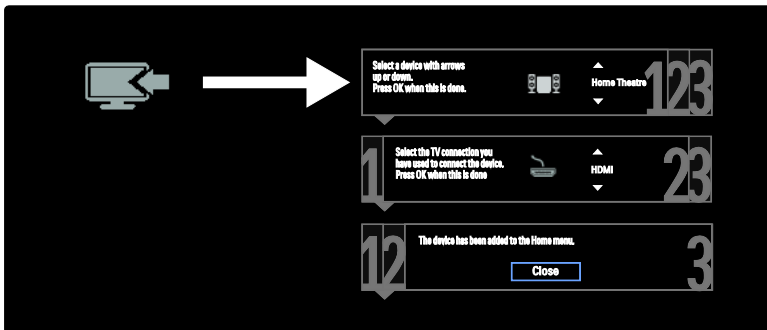 Select a device with arrows
up or down.
Press OK when this is done.
Home Theatre
123
Select the TV connection you
have used to connect the device.
Press OK when this is done
HDMI
1
23
The device has been added to the Home menu.
Close
12
3